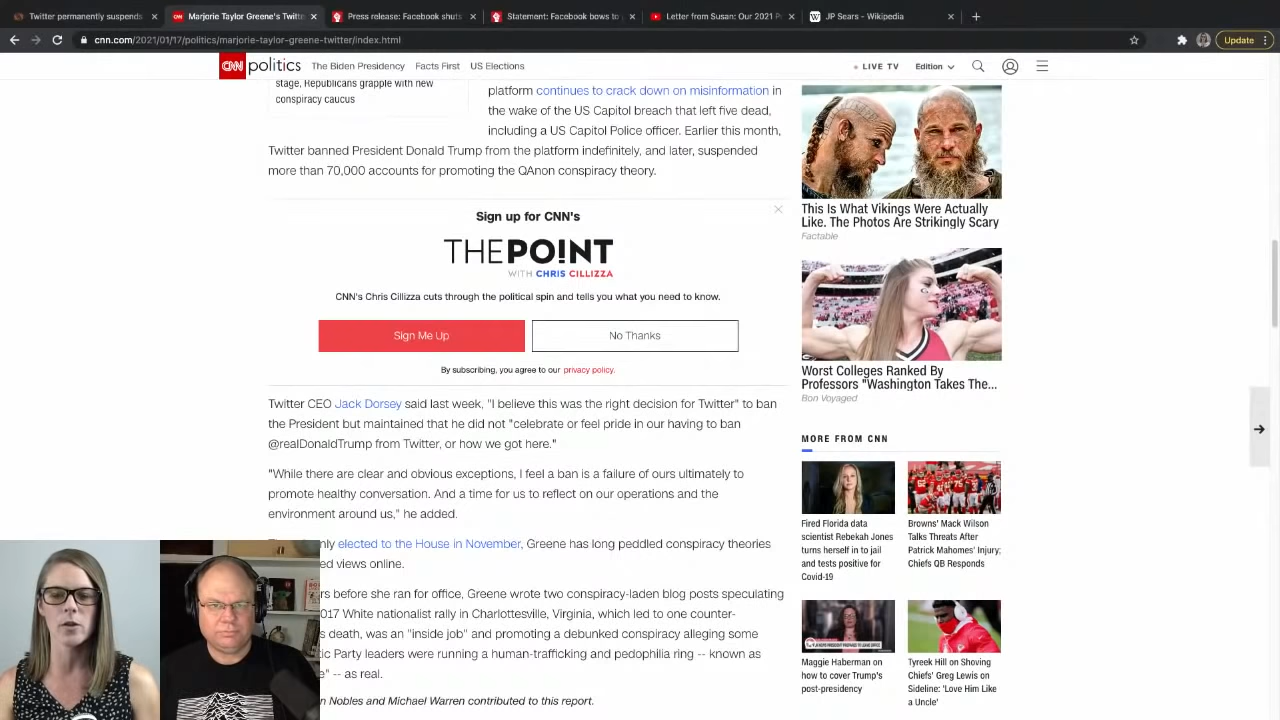 Twitter permanently suspends
Marjorie Taylor Greene's Twitt
Press release: Facebook shuts
Statement: Facebook bows to
Letter from Susan: Our 2021 P
JP Sears - Wikipedia
cnn.com/2021/01/17/politics/marjorie-taylor-greene-twitter/index.html
Update
CNN politics
The Biden Presidency
Facts First
US Elections
LIVE TV
Edition
stage, Republicans grapple with new
conspiracy caucus
platform continues to crack down on misinformation in
the wake of the US Capitol breach that left five dead,
including a US Capitol Police officer. Earlier this month,
Twitter banned President Donald Trump from the platform indefinitely, and later, suspended
more than 70,000 accounts for promoting the QAnon conspiracy theory.
Sign up for CNN's
THE PO!NT
WITH CHRIS CILLIZZA
CNN's Chris Cillizza cuts through the political spin and tells you what you need to know.
Sign Me Up
No Thanks
By subscribing, you agree to our privacy policy.
Twitter CEO Jack Dorsey said last week, "I believe this was the right decision for Twitter" to ban
the President but maintained that he did not "celebrate or feel pride in our having to ban
@realDonaldTrump from Twitter, or how we got here."
"While there are clear and obvious exceptions, I feel a ban is a failure of ours ultimately to
promote healthy conversation. And a time for us to reflect on our operations and the
environment around us," he added.
elected to the House in November, Greene has long peddled conspiracy theories
views online.
before she ran for office, Greene wrote two conspiracy-laden blog posts speculating
White nationalist rally in Charlottesville, Virginia, which led to one counter-
death, was an "inside job" and promoting a debunked conspiracy alleging some
Party leaders were running a human-trafficking and pedophilia ring -- known as
-- as real.
Nobles and Michael Warren contributed to this report.
This Is What Vikings Were Actually
Like. The Photos Are Strikingly Scary
Factable
Worst Colleges Ranked By
Professors "Washington Takes The...
Bon Voyaged
MORE FROM CNN
Fired Florida data
scientist Rebekah Jones
turns herself in to jail
and tests positive for
Covid-19
Browns' Mack Wilson
Talks Threats After
Patrick Mahomes' Injury;
Chiefs QB Responds
Maggie Haberman on
how to cover Trump's
post-presidency
Tyreek Hill on Shoving
Chiefs' Greg Lewis on
Sideline: 'Love Him Like
a Uncle'